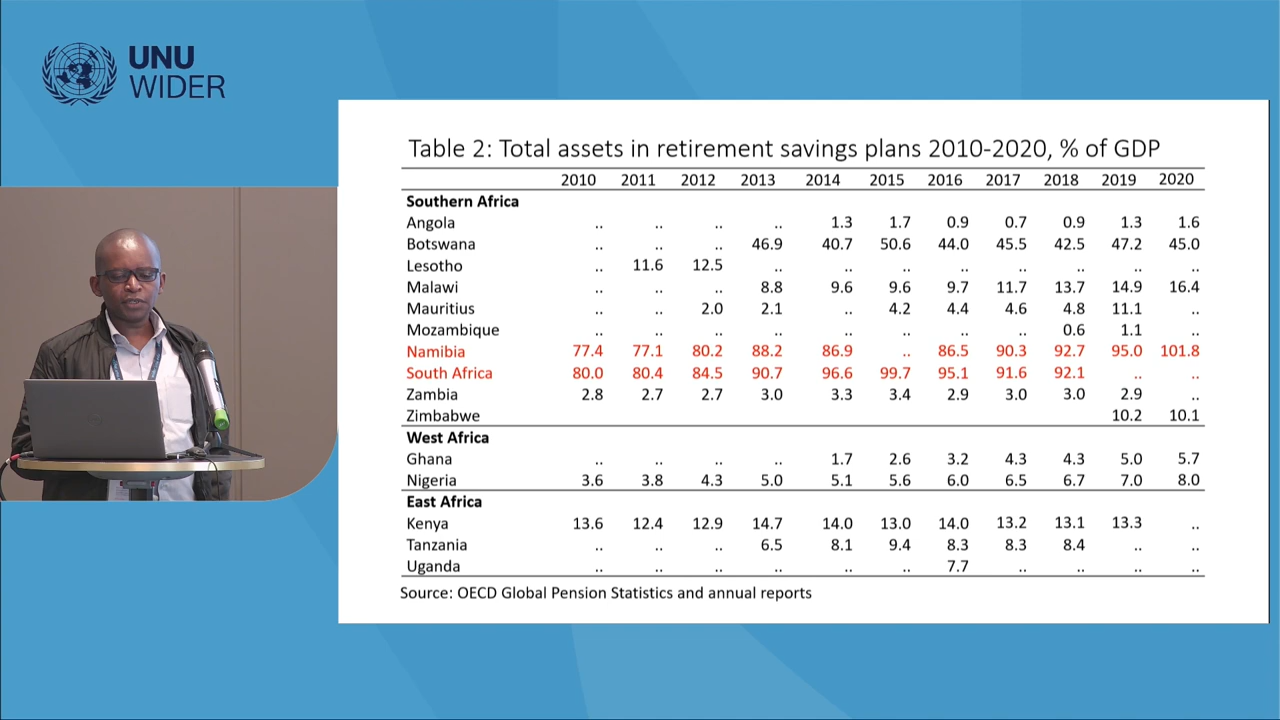 UNU
WIDER
Table 2: Total assets in retirement savings plans 2010-2020, % of GDP
2010 2011 2012 2013 2014 2015 2016 2017 2018 2019 2020
Southern Africa
Angola .. .. .. .. 1.3 1.7 0.9 0.7 0.9 1.3 1.6
Botswana .. .. .. 46.9 40.7 50.6 44.0 45.5 42.5 47.2 45.0
Lesotho .. 11.6 12.5 .. .. .. .. .. .. .. ..
Malawi .. .. .. 8.8 9.6 9.6 9.7 11.7 13.7 14.9 16.4
Mauritius .. .. 2.0 2.1 .. 4.2 4.4 4.6 4.8 11.1 ..
Mozambique .. .. .. .. .. .. .. .. 0.6 1.1 ..
Namibia 77.4 77.1 80.2 88.2 86.9 .. 86.5 90.3 92.7 95.0 101.8
South Africa 80.0 80.4 84.5 90.7 96.6 99.7 95.1 91.6 92.1 .. ..
Zambia 2.8 2.7 2.7 3.0 3.3 3.4 2.9 3.0 3.0 2.9 ..
Zimbabwe 10.2 10.1
West Africa
Ghana .. .. .. .. 1.7 2.6 3.2 4.3 4.3 5.0 5.7
Nigeria 3.6 3.8 4.3 5.0 5.1 5.6 6.0 6.5 6.7 7.0 8.0
East Africa
Kenya 13.6 12.4 12.9 14.7 14.0 13.0 14.0 13.2 13.1 13.3 ..
Tanzania .. .. .. 6.5 8.1 9.4 8.3 8.3 8.4 .. ..
Uganda .. .. .. .. .. .. 7.7 .. .. .. ..
Source: OECD Global Pension Statistics and annual reports